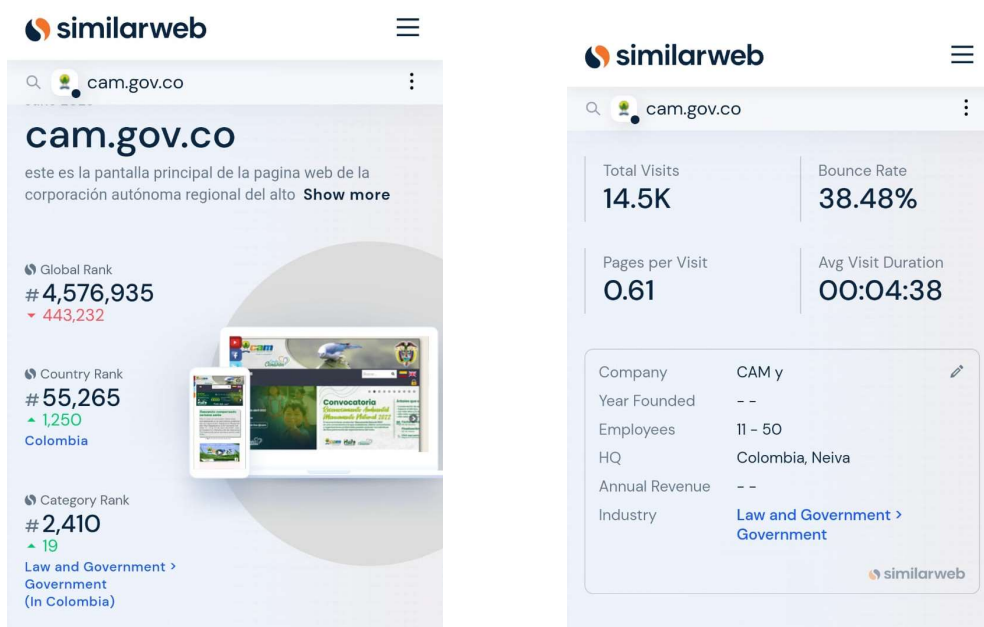 similarweb
cam.gov.co
cam.gov.co
este es la pantalla principal de la pagina web de la
corporación autónoma regional del alto Show more
Global Rank
#4,576,935
443,232
Country Rank
#55,265
1,250
Colombia
Category Rank
#2,410
19
Law and Government >
Government
(In Colombia)
cam
Convocatoria
similarweb
cam.gov.co
Total Visits
14.5K
Bounce Rate
38.48%
Pages per Visit
0.61
Avg Visit Duration
00:04:38
Company CAM y
Year Founded - -
Employees 11 - 50
HQ Colombia, Neiva
Annual Revenue - -
Industry Law and Government >
Government
similarweb